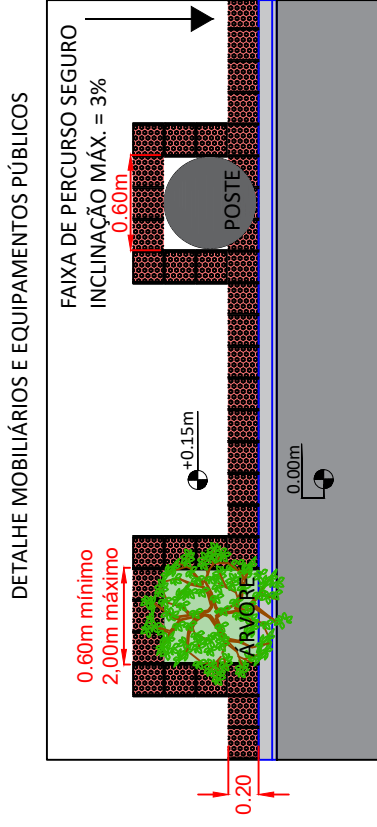 DETALHE MOBILIÁRIOS E EQUIPAMENTOS PÚBLICOS
FAIXA DE PERCURSO SEGURO
INCLINAÇÃO MÁX. = 3%
0.60m
POSTE
+0.15m
0.00m
0.60m mínimo
2,00m máximo
ÁRVORE
0.20